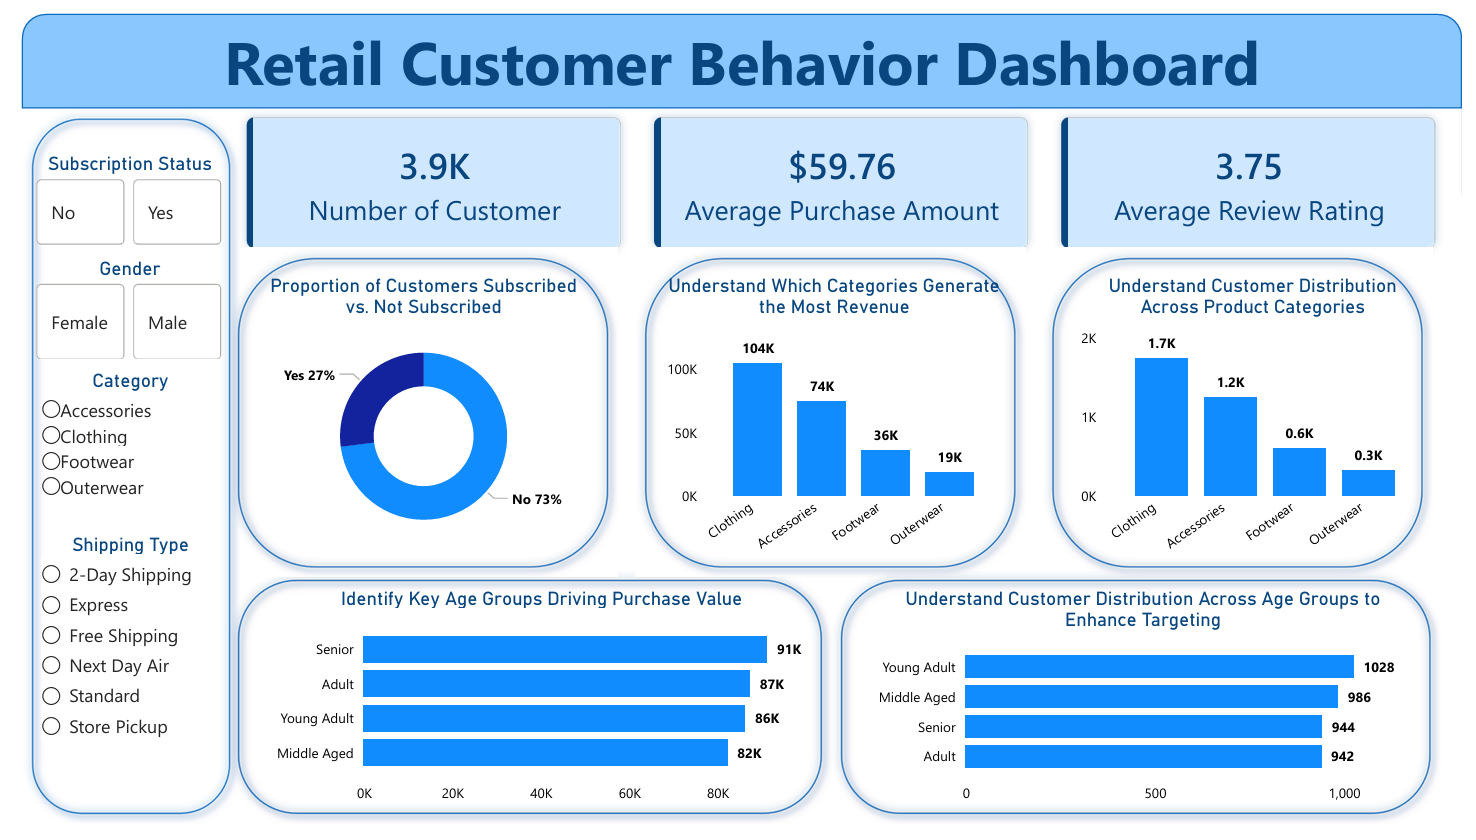 Retail Customer Behavior Dashboard
Subscription Status
No
Yes
Gender
Female
Male
Category
Accessories
Clothing
Footwear
Outerwear
Shipping Type
2-Day Shipping
Express
Free Shipping
Next Day Air
Standard
Store Pickup
3.9K
Number of Customer
$59.76
Average Purchase Amount
3.75
Average Review Rating
Proportion of Customers Subscribed
vs. Not Subscribed
Yes 27%
No 73%
Understand Which Categories Generate
the Most Revenue
100K
50K
0K
104K
74K
36K
19K
Clothing
Accessories
Footwear
Outerwear
Understand Customer Distribution
Across Product Categories
2K
1K
0K
1.7K
1.2K
0.6K
0.3K
Clothing
Accessories
Footwear
Outerwear
Identify Key Age Groups Driving Purchase Value
Senior 91K
Adult 87K
Young Adult 86K
Middle Aged 82K
0K 20K 40K 60K 80K
Understand Customer Distribution Across Age Groups to
Enhance Targeting
Young Adult 1028
Middle Aged 986
Senior 944
Adult 942
0 500 1,000